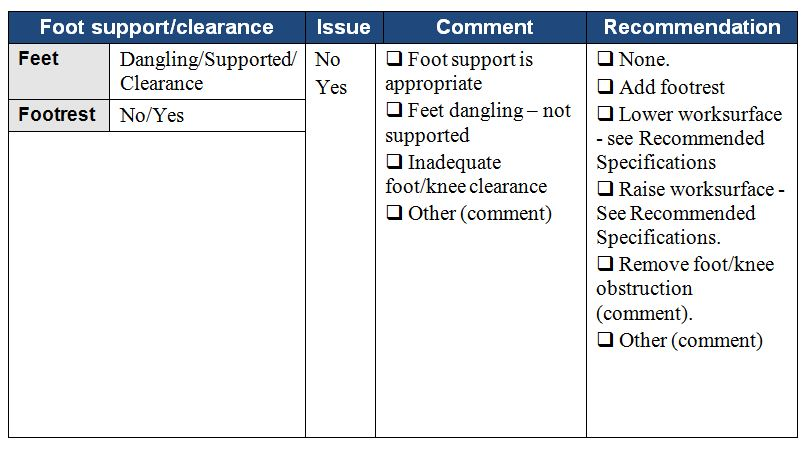 Foot support/clearance Issue Comment Recommendation
Feet
Dangling/Supported/
Clearance
Footrest
No/Yes
No
Yes
❑ Foot support is
appropriate
❑ Feet dangling – not
supported
❑ Inadequate
foot/knee clearance
❑ Other (comment)
❑ None.
❑ Add footrest
❑ Lower worksurface
- see Recommended
Specifications
❑ Raise worksurface -
See Recommended
Specifications.
❑ Remove foot/knee
obstruction
(comment).
❑ Other (comment)